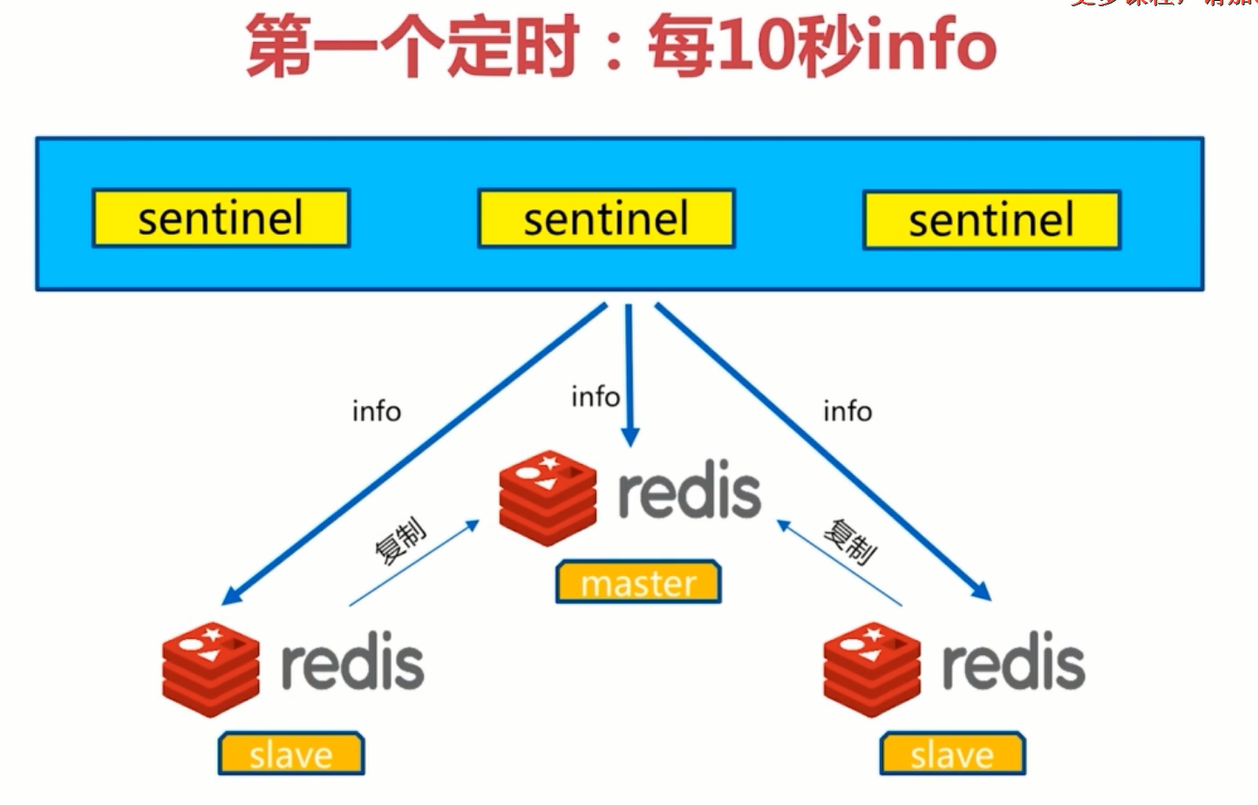 第一个定时：每10秒info
sentinel
sentinel
sentinel
info
info
info
redis
复制
复制
master
redis
redis
slave
slave